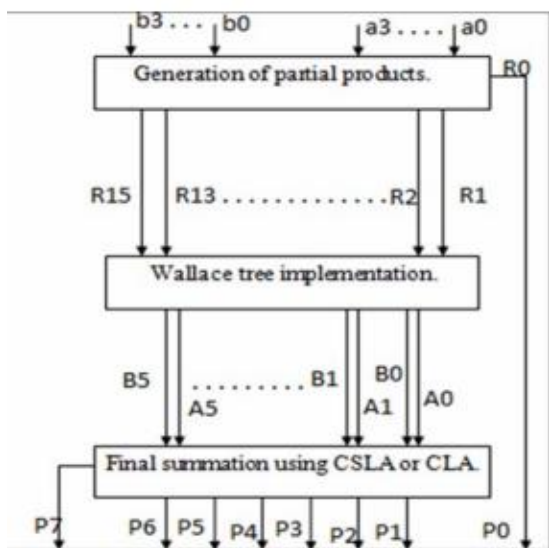 b3 . . . b0 a3 . . . . a0
Generation of partial products.
R0
R15 R13 . . . . . . . . . . . . . R2 R1
Wallace tree implementation.
B5 . . . . . . . . . B1 B0
A5 A1 A0
Final summation using CSLA or CLA.
P7 P6 P5 P4 P3 P2 P1 P0